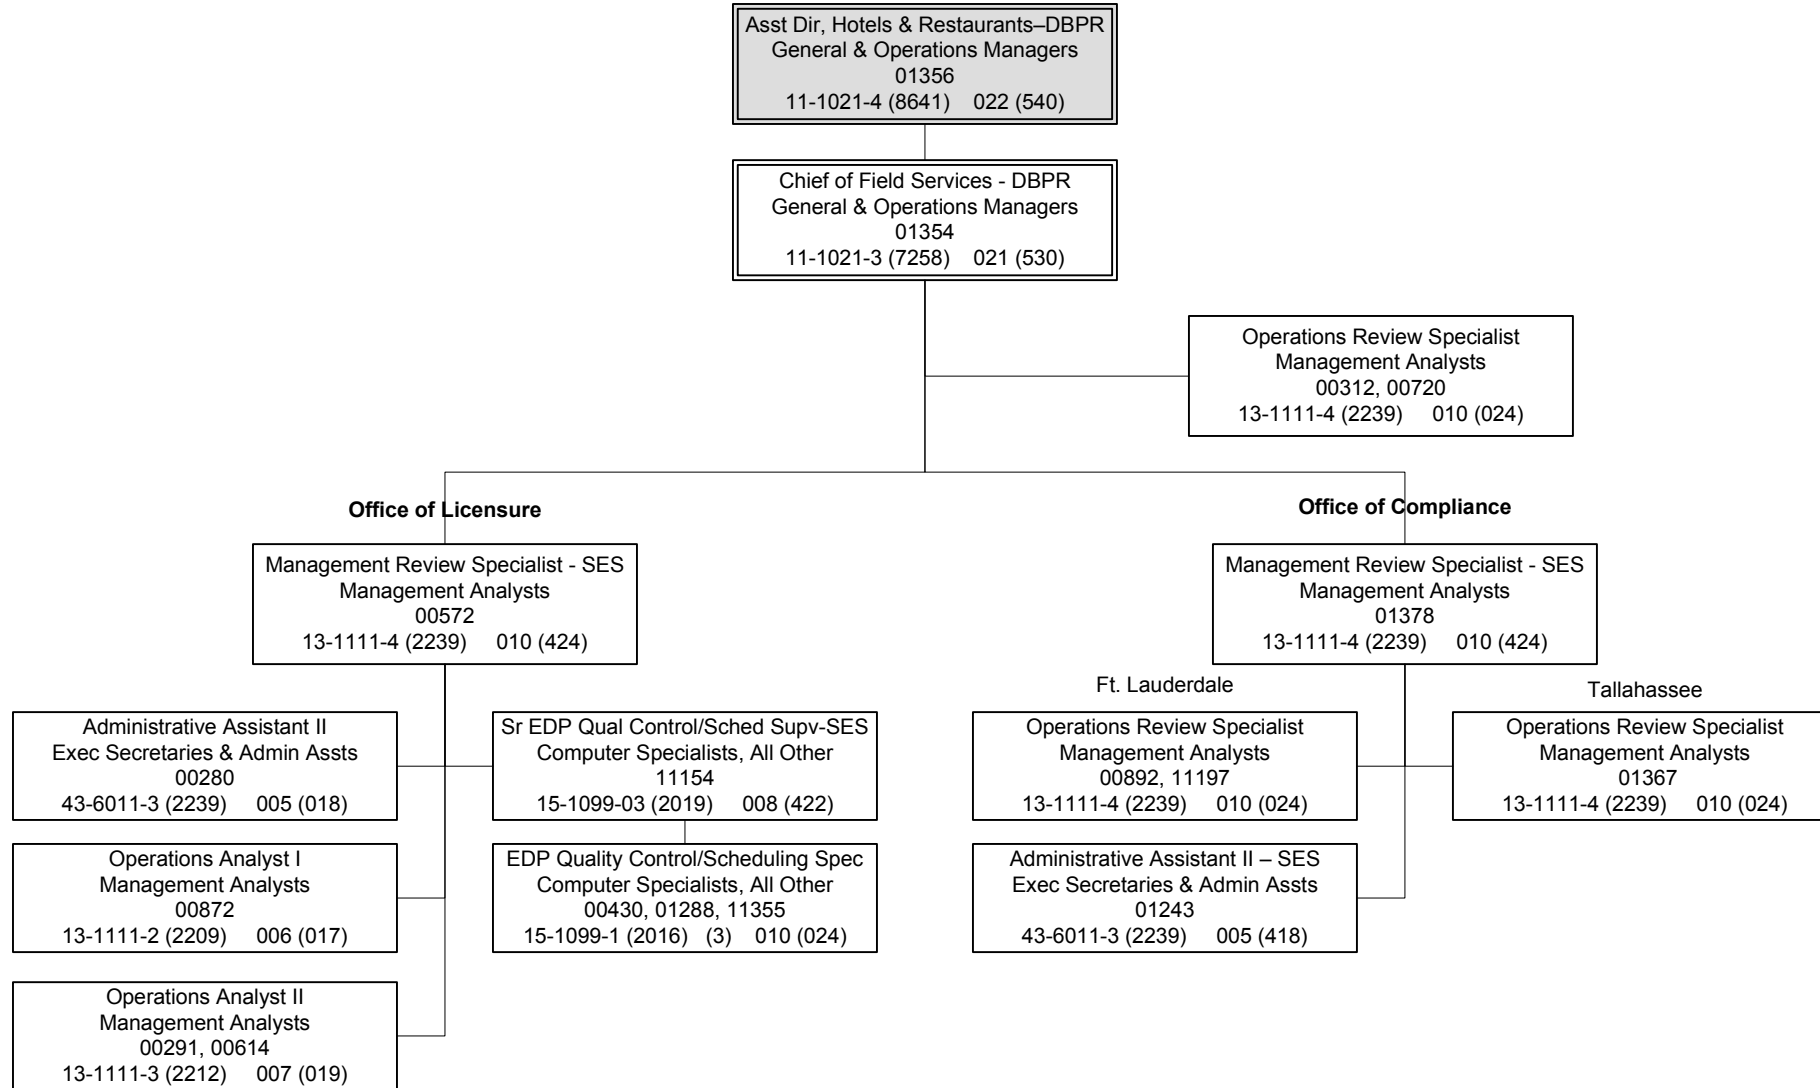 Asst Dir, Hotels & Restaurants–DBPR
General & Operations Managers
01356
11-1021-4 (8641) 022 (540)
Chief of Field Services - DBPR
General & Operations Managers
01354
11-1021-3 (7258) 021 (530)
Operations Review Specialist
Management Analysts
00312, 00720
13-1111-4 (2239) 010 (024)
Office of Licensure
Management Review Specialist - SES
Management Analysts
00572
13-1111-4 (2239) 010 (424)
Administrative Assistant II
Exec Secretaries & Admin Assts
00280
43-6011-3 (2239) 005 (018)
Operations Analyst I
Management Analysts
00872
13-1111-2 (2209) 006 (017)
Operations Analyst II
Management Analysts
00291, 00614
13-1111-3 (2212) 007 (019)
Sr EDP Qual Control/Sched Supv-SES
Computer Specialists, All Other
11154
15-1099-03 (2019) 008 (422)
EDP Quality Control/Scheduling Spec
Computer Specialists, All Other
00430, 01288, 11355
15-1099-1 (2016) (3) 010 (024)
Office of Compliance
Management Review Specialist - SES
Management Analysts
01378
13-1111-4 (2239) 010 (424)
Ft. Lauderdale
Operations Review Specialist
Management Analysts
00892, 11197
13-1111-4 (2239) 010 (024)
Administrative Assistant II – SES
Exec Secretaries & Admin Assts
01243
43-6011-3 (2239) 005 (418)
Tallahassee
Operations Review Specialist
Management Analysts
01367
13-1111-4 (2239) 010 (024)